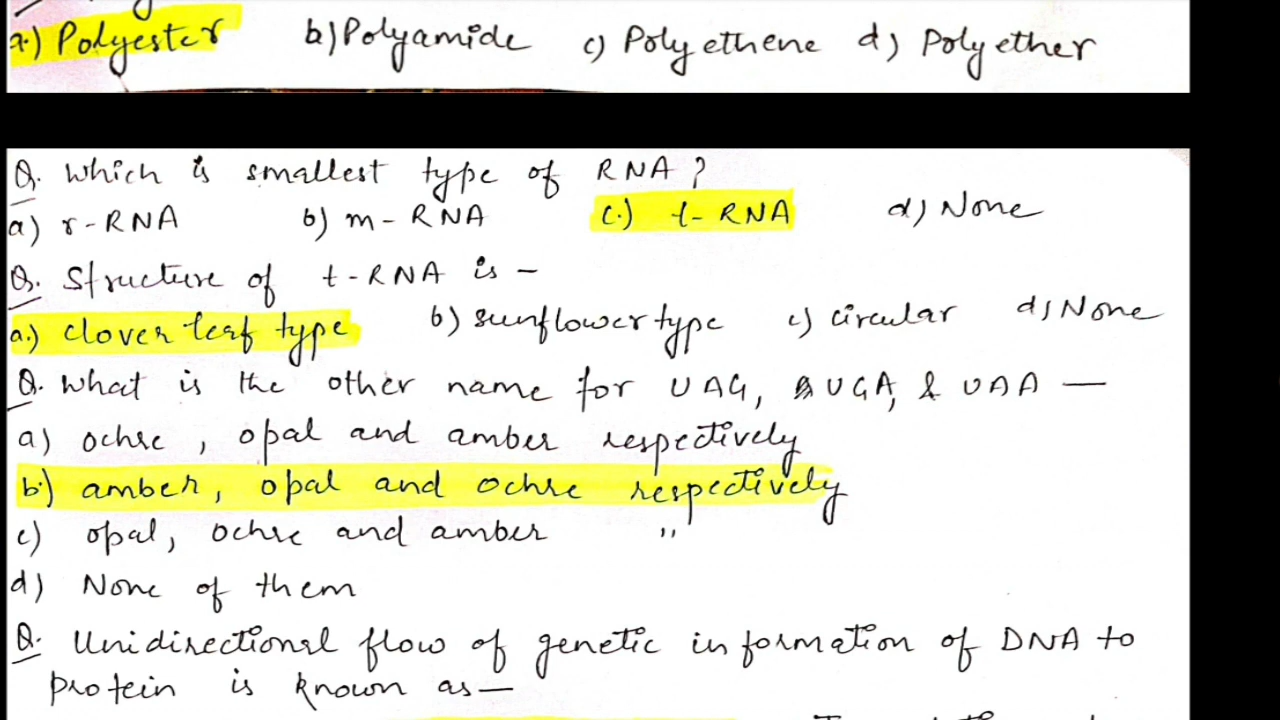 a.) Polyester b) Polyamide c) Polyethene d) Polyether
Q. Which is smallest type of RNA?
a) r-RNA b) m-RNA c.) t-RNA d) None
Q. Structure of t-RNA is -
a.) clover leaf type b) sunflower type c) circular d) None
Q. What is the other name for UAG, UGA, & UAA —
a) ochre, opal and amber respectively
b.) amber, opal and ochre respectively
c) opal, ochre and amber "
d) None of them
Q. Unidirectional flow of genetic information of DNA to
protein is known as —